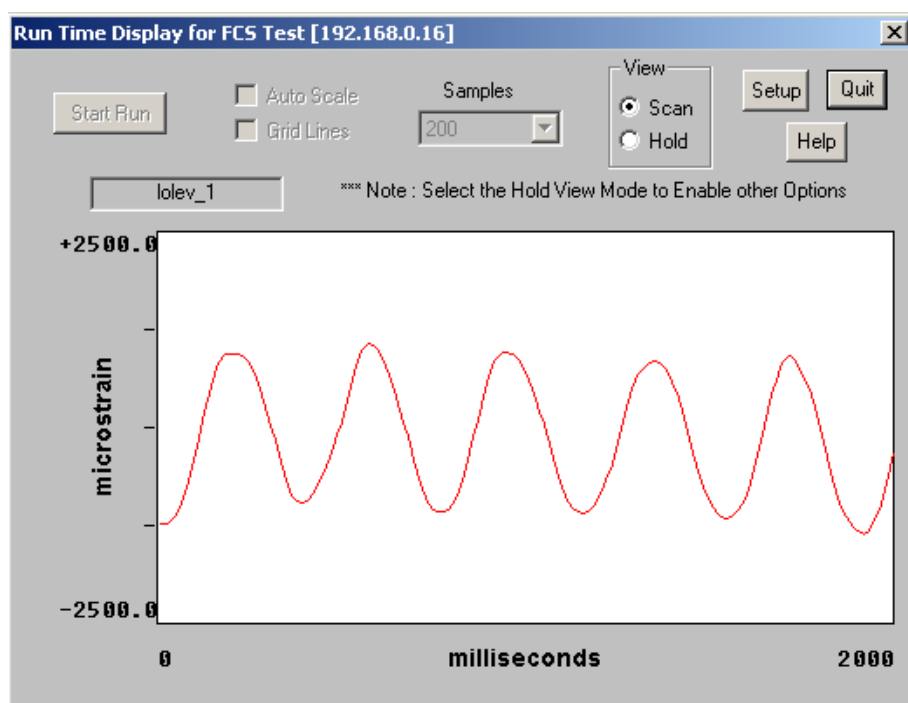 Run Time Display for FCS Test [192.168.0.16]
Start Run
Auto Scale
Grid Lines
Samples
200
View
Scan
Hold
Setup
Quit
Help
lolev_1
*** Note : Select the Hold View Mode to Enable other Options
+2500.0
microstrain
-2500.0
0
milliseconds
2000